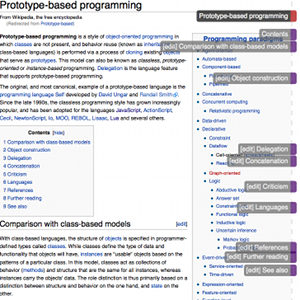 Prototype-based programming
From Wikipedia, the free encyclopedia
(Redirected from Prototype-based)
Prototype-based programming is a style of object-oriented programming in
which classes are not present, and behavior reuse (known as
class-based languages) is performed via a process of cloning existing objects
that serve as prototypes. This model can also be known as classless, prototype-
oriented or instance-based programming. Delegation is the language feature
that supports prototype-based programming.
The original, and most canonical, example of a prototype-based language is the
programming language Self developed by David Ungar and Randall Smith
Since the late 1990s, the classless programming style has grown increasingly
popular, and has been adopted for the languages JavaScript, ActionScript,
Cecil, NewtonScript, Io, MOO, REBOL, Lisaac, Lua and several others.
Contents [hide]
1 Comparison with class-based models
2 Object construction
3 Delegation
4 Concatenation
5 Criticism
6 Languages
7 References
8 Further reading
9 See also
Comparison with class-based models [edit]
With class-based languages, the structure of objects is specified in programmer-
defined types called classes. While classes define the type of data and
functionality that objects will have, instances are "usable" objects based on the
patterns of a particular class. In this model, classes act as collections of
behavior (methods) and structure that are the same for all instances, whereas
instances carry the objects' data. The role distinction is thus primarily based on a
distinction between structure and behavior on the one hand, and state on the
other.
Programming
Automata-based
Component-based
Concatenative
Concurrent computing
Relativistic programming
Data-driven
Declarative
Constraint
Dataflow
Graph-oriented
Logic
Abductive logic
Answer set
Constraint logic
Functional logic
Inductive logic
Uncertain inference
Markov logic
Event-driven
Service-oriented
Time-driven
Expression-oriented
Feature-oriented
Prototype-based programming
Contents
[edit] Comparison with class-based models
[edit] Object construction
[edit] Delegation
[edit] Concatenation
[edit] Criticism
[edit] Languages
[edit] References
[edit] Further reading
[edit] See also